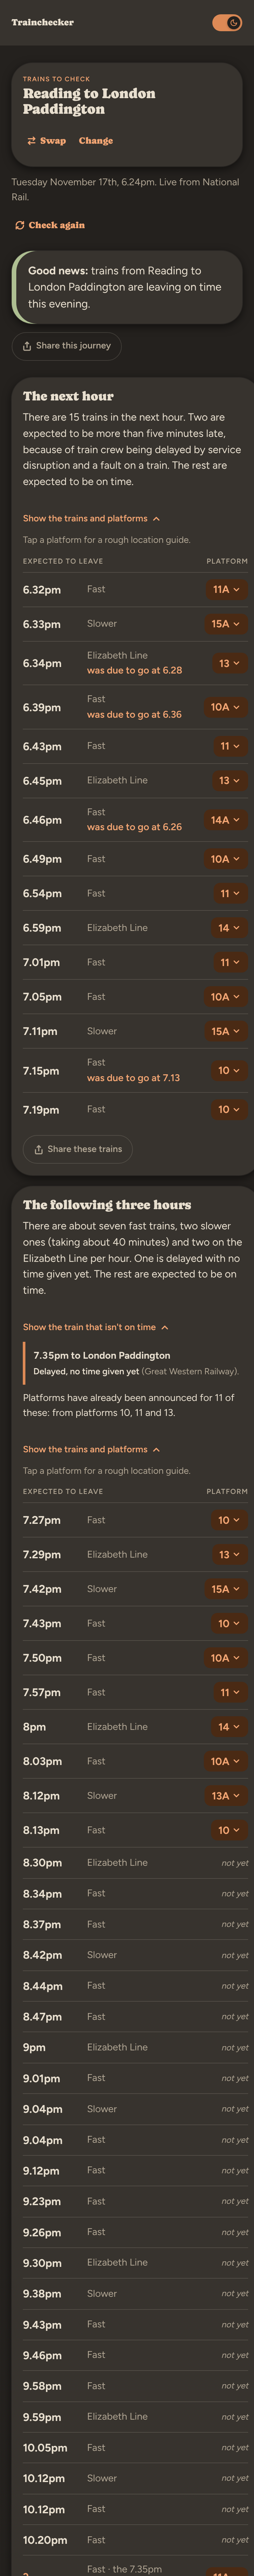 Trainchecker
TRAINS TO CHECK
Reading to London
Paddington
Swap Change
Tuesday November 17th, 6.24pm. Live from National
Rail.
Check again
Good news: trains from Reading to
London Paddington are leaving on time
this evening.
Share this journey
The next hour
There are 15 trains in the next hour. Two are
expected to be more than five minutes late,
because of train crew being delayed by service
disruption and a fault on a train. The rest are
expected to be on time.
Show the trains and platforms
Tap a platform for a rough location guide.
EXPECTED TO LEAVE PLATFORM
6.32pm Fast 11A
6.33pm Slower 15A
6.34pm Elizabeth Line 13
was due to go at 6.28
6.39pm Fast 10A
was due to go at 6.36
6.43pm Fast 11
6.45pm Elizabeth Line 13
6.46pm Fast 14A
was due to go at 6.26
6.49pm Fast 10A
6.54pm Fast 11
6.59pm Elizabeth Line 14
7.01pm Fast 11
7.05pm Fast 10A
7.11pm Slower 15A
7.15pm Fast 10
was due to go at 7.13
7.19pm Fast 10
Share these trains
The following three hours
There are about seven fast trains, two slower
ones (taking about 40 minutes) and two on the
Elizabeth Line per hour. One is delayed with no
time given yet. The rest are expected to be on
time.
Show the train that isn't on time
7.35pm to London Paddington
Delayed, no time given yet (Great Western Railway).
Platforms have already been announced for 11 of
these: from platforms 10, 11 and 13.
Show the trains and platforms
Tap a platform for a rough location guide.
EXPECTED TO LEAVE PLATFORM
7.27pm Fast 10
7.29pm Elizabeth Line 13
7.42pm Slower 15A
7.43pm Fast 10
7.50pm Fast 10A
7.57pm Fast 11
8pm Elizabeth Line 14
8.03pm Fast 10A
8.12pm Slower 13A
8.13pm Fast 10
8.30pm Elizabeth Line not yet
8.34pm Fast not yet
8.37pm Fast not yet
8.42pm Slower not yet
8.44pm Fast not yet
8.47pm Fast not yet
9pm Elizabeth Line not yet
9.01pm Fast not yet
9.04pm Slower not yet
9.04pm Fast not yet
9.12pm Fast not yet
9.23pm Fast not yet
9.26pm Fast not yet
9.30pm Elizabeth Line not yet
9.38pm Slower not yet
9.43pm Fast not yet
9.46pm Fast not yet
9.58pm Fast not yet
9.59pm Elizabeth Line not yet
10.05pm Fast not yet
10.12pm Slower not yet
10.12pm Fast not yet
10.20pm Fast not yet
Fast · the 7.35pm